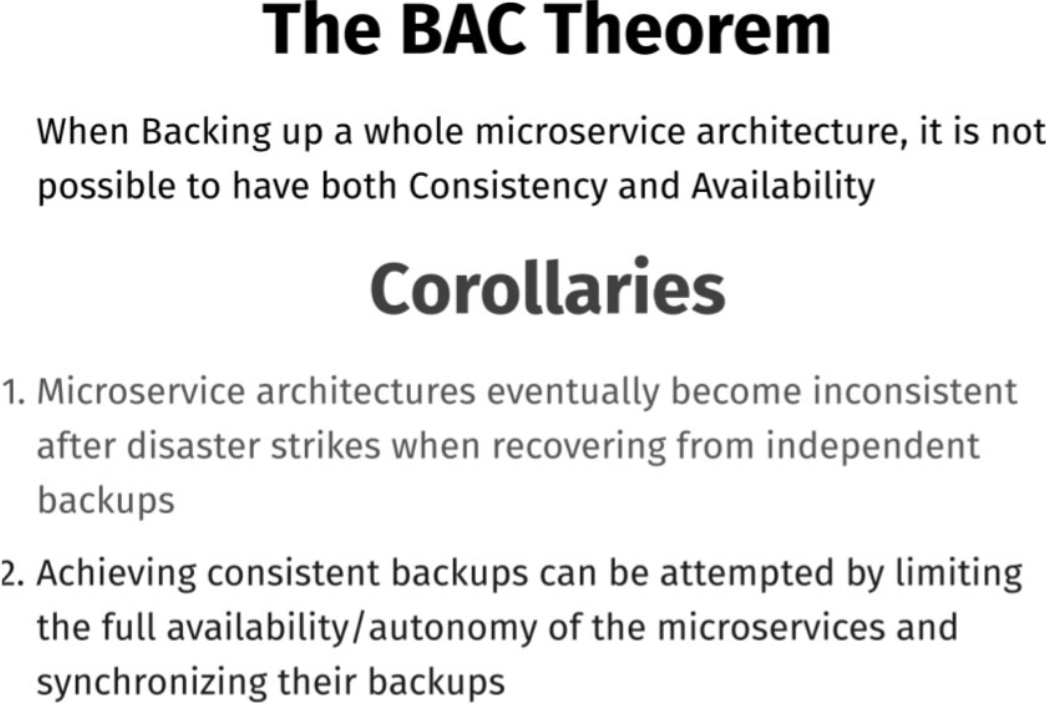 The BAC Theorem
When Backing up a whole microservice architecture, it is not
possible to have both Consistency and Availability
Corollaries
1. Microservice architectures eventually become inconsistent
after disaster strikes when recovering from independent
backups
2. Achieving consistent backups can be attempted by limiting
the full availability/autonomy of the microservices and
synchronizing their backups